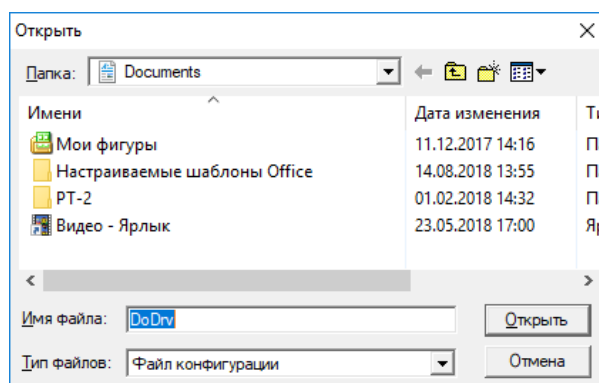 Открыть
Папка: Documents
Имени Дата изменения
Мои фигуры 11.12.2017 14:16
Настраиваемые шаблоны Office 14.08.2018 13:55
РТ-2 01.02.2018 14:32
Видео - Ярлык 23.05.2018 17:00
Имя файла: DoDrv Открыть
Тип файлов: Файл конфигурации Отмена